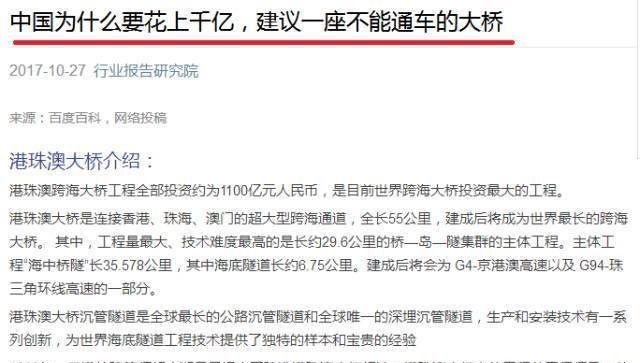 中国为什么要花上千亿，建议一座不能通车的大桥
2017-10-27 行业报告研究院
来源：百度百科，网络投稿
港珠澳大桥介绍：
港珠澳跨海大桥工程全部投资约为1100亿元人民币，是目前世界跨海大桥投资最大的工程。
港珠澳大桥是连接香港、珠海、澳门的超大型跨海通道，全长55公里，建成后将成为世界最长的跨海
大桥。 其中，工程量最大、技术难度最高的是长约29.6公里的桥—岛—隧集群的主体工程。主体工
程“海中桥隧”长35.578公里，其中海底隧道长约6.75公里。建成后将会为 G4-京港澳高速以及 G94-珠
三角环线高速的一部分。
港珠澳大桥沉管隧道是全球最长的公路沉管隧道和全球唯一的深埋沉管隧道，生产和安装技术有一系
列创新，为世界海底隧道工程技术提供了独特的样本和宝贵的经验